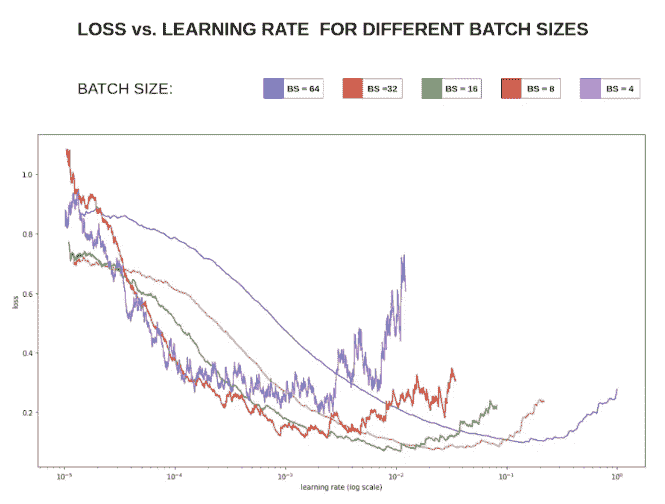 LOSS vs. LEARNING RATE FOR DIFFERENT BATCH SIZES
BATCH SIZE:
BS = 64
BS =32
BS = 16
BS = 8
BS = 4
1.0
0.8
0.6
0.4
0.2
loss
10⁻⁵
10⁻⁴
10⁻³
10⁻²
10⁻¹
10⁰
learning rate (log scale)